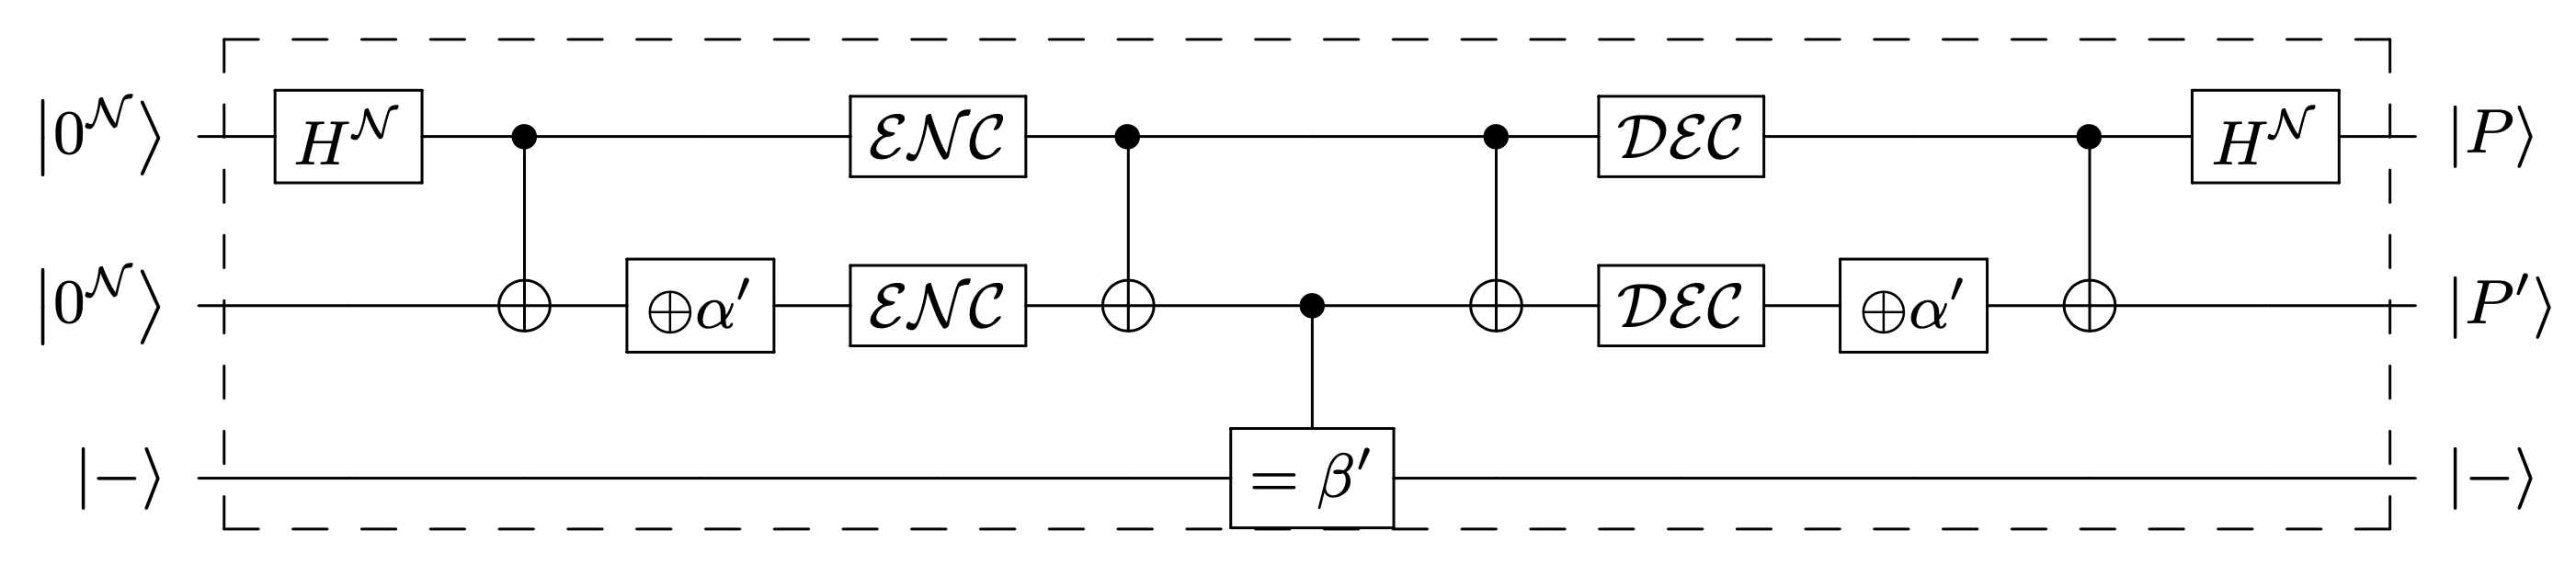 |0^𝒩⟩ H^𝒩 ℰ𝒩𝒞 𝒟ℰ𝒞 H^𝒩 |P⟩
|0^𝒩⟩ ⊕α′ ℰ𝒩𝒞 𝒟ℰ𝒞 ⊕α′ |P′⟩
|−⟩ = β′ |−⟩